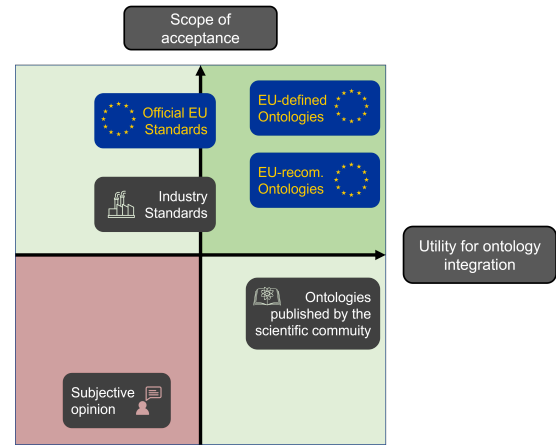 Scope of
acceptance
Official EU
Standards
EU-defined
Ontologies
EU-recom.
Ontologies
Industry
Standards
Utility for ontology
integration
Ontologies
published by the
scientific commuity
Subjective
opinion